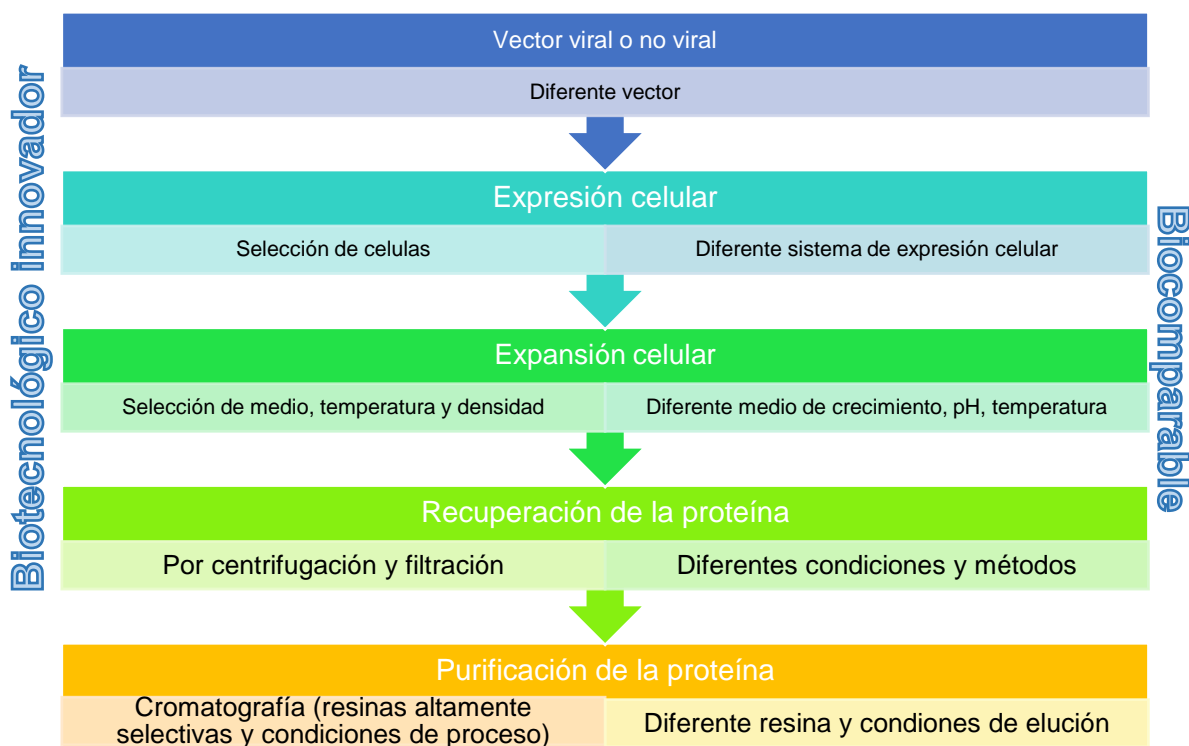 Vector viral o no viral
Diferente vector
Biotecnológico innovador
Expresión celular
Selección de celulas
Diferente sistema de expresión celular
Biocomparable
Expansión celular
Selección de medio, temperatura y densidad
Diferente medio de crecimiento, pH, temperatura
Recuperación de la proteína
Por centrifugación y filtración
Diferentes condiciones y métodos
Purificación de la proteína
Cromatografía (resinas altamente
selectivas y condiciones de proceso)
Diferente resina y condiones de elución